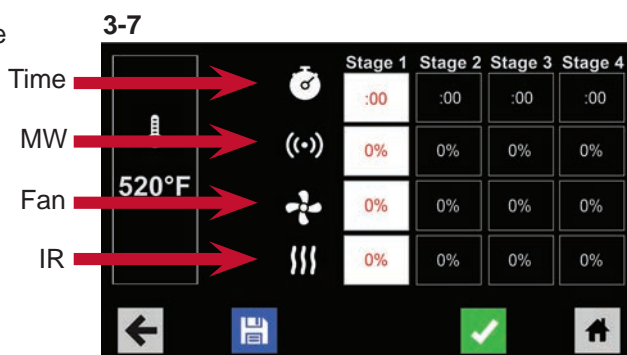 e
3-7
Stage 1 Stage 2 Stage 3 Stage 4
Time :00 :00 :00 :00
MW 0% 0% 0% 0%
520°F
Fan 0% 0% 0% 0%
IR 0% 0% 0% 0%